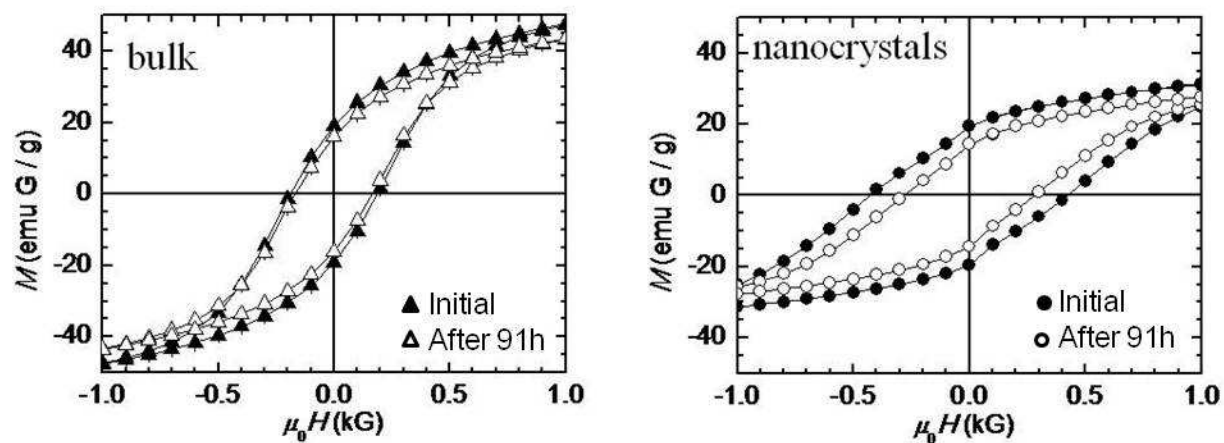 bulk
40
20
0
-20
-40
M (emu G / g)
Initial
After 91h
-1.0 -0.5 0.0 0.5 1.0
μ₀H (kG)
nanocrystals
40
20
0
-20
-40
M (emu G / g)
Initial
After 91h
-1.0 -0.5 0.0 0.5 1.0
μ₀H (kG)